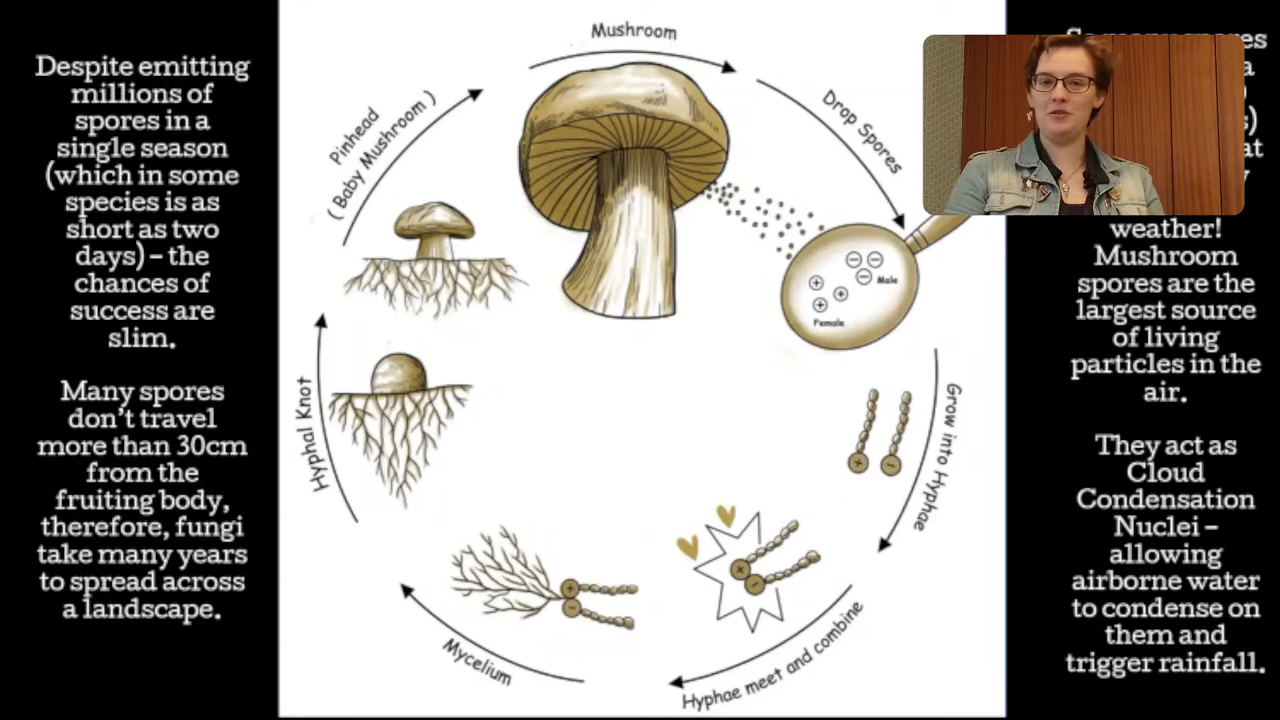 Despite emitting
millions of
spores in a
single season
(which in some
species is as
short as two
days) – the
chances of
success are
slim.
Many spores
don't travel
more than 30cm
from the
fruiting body,
therefore, fungi
take many years
to spread across
a landscape.
Mushroom
Drop Spores
Male
Female
Grow into Hyphae
Hyphae meet and combine
Mycelium
Hyphal Knot
Pinhead
( Baby Mushroom )
weather!
Mushroom
spores are the
largest source
of living
particles in the
air.
They act as
Cloud
Condensation
Nuclei –
allowing
airborne water
to condense on
them and
trigger rainfall.